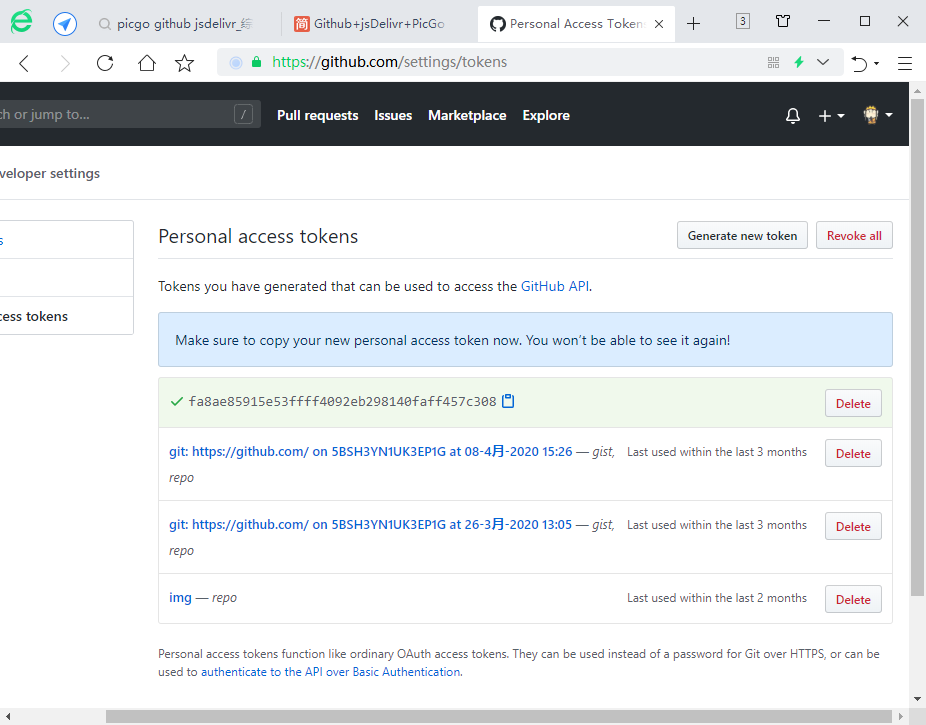 picgo github jsdelivr_
Github+jsDelivr+PicGo
Personal Access Token
3
https://github.com/settings/tokens
ch or jump to...
/
Pull requests
Issues
Marketplace
Explore
veloper settings
s
cess tokens
Personal access tokens
Generate new token
Revoke all
Tokens you have generated that can be used to access the GitHub API.
Make sure to copy your new personal access token now. You won't be able to see it again!
fa8ae85915e53ffff4092eb298140faff457c308
Delete
git: https://github.com/ on 5BSH3YN1UK3EP1G at 08-4月-2020 15:26 — gist,
repo
Last used within the last 3 months
Delete
git: https://github.com/ on 5BSH3YN1UK3EP1G at 26-3月-2020 13:05 — gist,
repo
Last used within the last 3 months
Delete
img — repo
Last used within the last 2 months
Delete
Personal access tokens function like ordinary OAuth access tokens. They can be used instead of a password for Git over HTTPS, or can be
used to authenticate to the API over Basic Authentication.